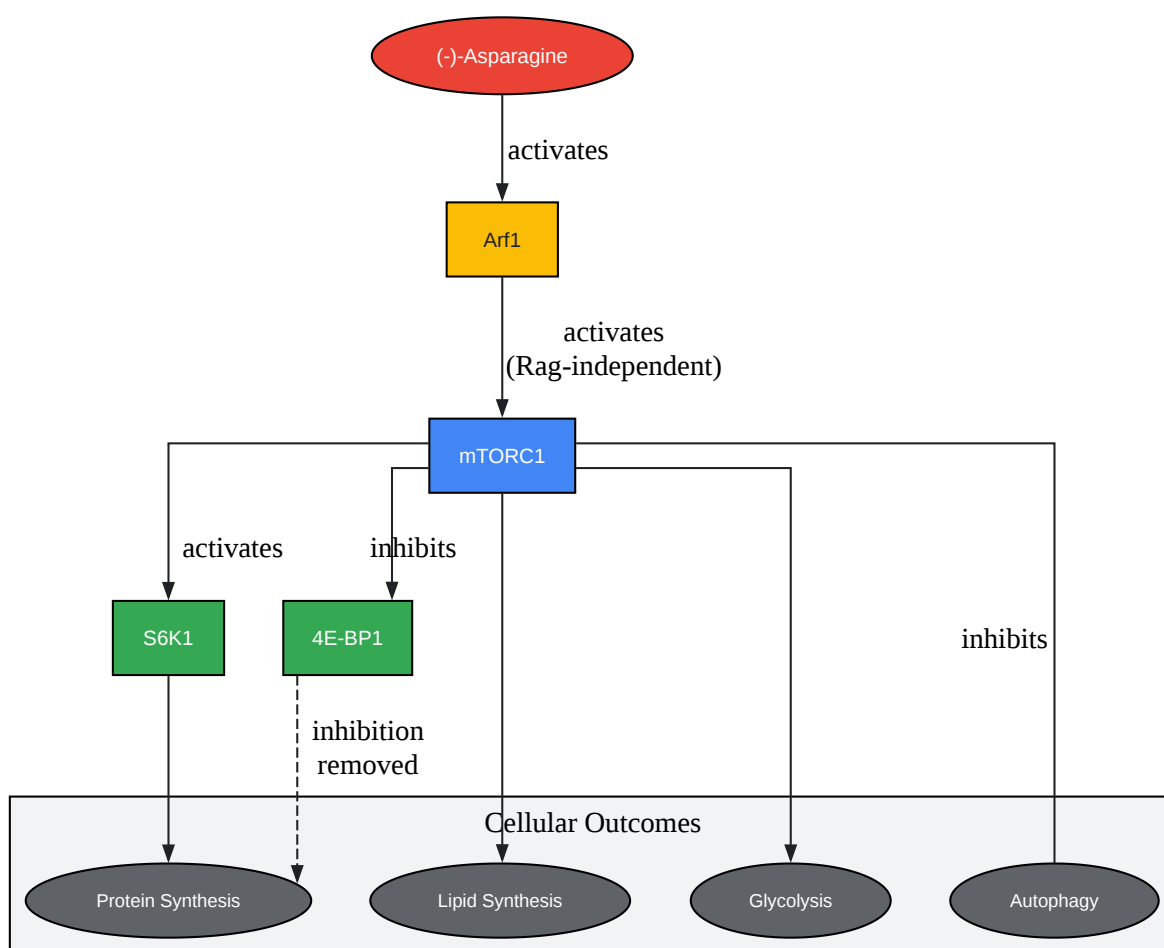 (-)-Asparagine
activates
Arf1
activates
(Rag-independent)
mTORC1
activates
inhibits
S6K1
4E-BP1
inhibits
inhibition
removed
Cellular Outcomes
Protein Synthesis
Lipid Synthesis
Glycolysis
Autophagy